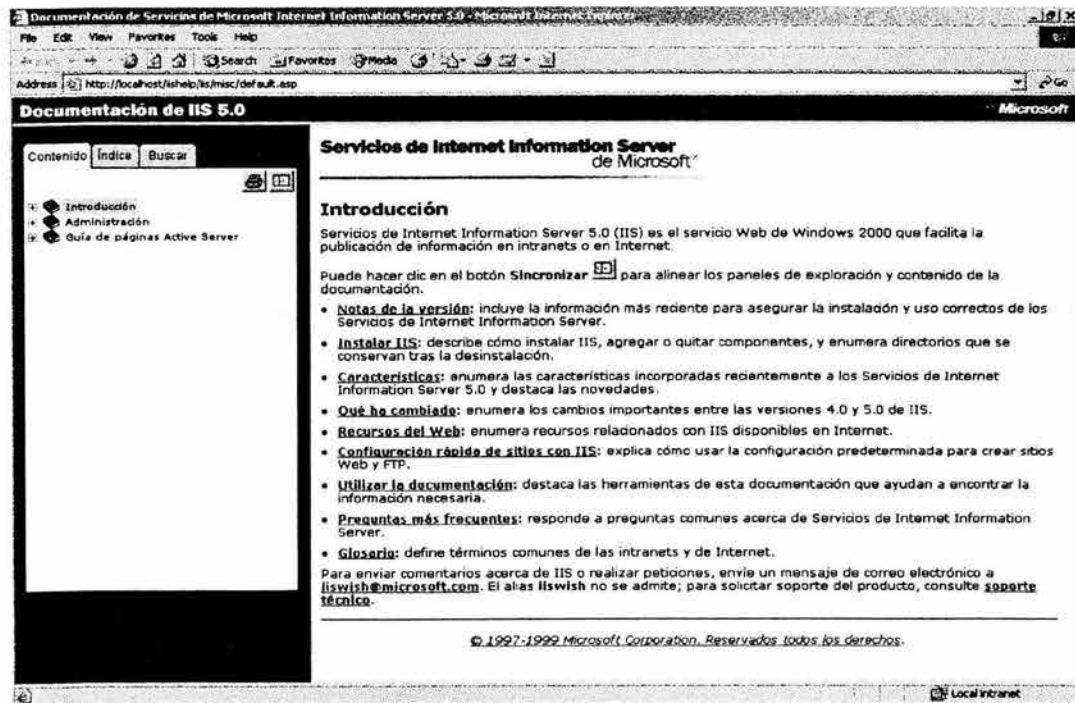 Documentación de Servicios de Microsoft Internet Information Server 5.0 - Microsoft Internet Explorer
File Edit View Favorites Tools Help
Search Favorites Media
Address http://localhost/iishelp/iis/misc/default.asp Go
Documentación de IIS 5.0 Microsoft
Contenido Índice Buscar
Introducción
Administración
Guía de páginas Active Server
Servicios de Internet Information Server
de Microsoft
Introducción
Servicios de Internet Information Server 5.0 (IIS) es el servicio Web de Windows 2000 que facilita la
publicación de información en intranets o en Internet
Puede hacer clic en el botón Sincronizar para alinear los paneles de exploración y contenido de la
documentación.
• Notas de la versión: incluye la información más reciente para asegurar la instalación y uso correctos de los
Servicios de Internet Information Server.
• Instalar IIS: describe cómo instalar IIS, agregar o quitar componentes, y enumera directorios que se
conservan tras la desinstalación.
• Características: enumera las características incorporadas recientemente a los Servicios de Internet
Information Server 5.0 y destaca las novedades.
• Qué ha cambiado: enumera los cambios importantes entre las versiones 4.0 y 5.0 de IIS.
• Recursos del Web: enumera recursos relacionados con IIS disponibles en Internet.
• Configuración rápida de sitios con IIS: explica cómo usar la configuración predeterminada para crear sitios
Web y FTP.
• Utilizar la documentación: destaca las herramientas de esta documentación que ayudan a encontrar la
información necesaria.
• Preguntas más frecuentes: responde a preguntas comunes acerca de Servicios de Internet Information
Server.
• Glosario: define términos comunes de las intranets y de Internet.
Para enviar comentarios acerca de IIS o realizar peticiones, envíe un mensaje de correo electrónico a
iiswish@microsoft.com. El alias iiswish no se admite; para solicitar soporte del producto, consulte soporte
técnico.
© 1997-1999 Microsoft Corporation. Reservados todos los derechos.
Local intranet